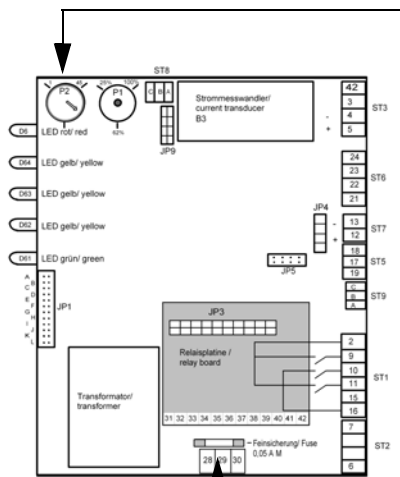 ST8
1
45
P2
25%
100%
P1
62%
C B A
JP9
Strommesswandler/
current transducer
B3
42
3
- 4
+ 5
ST3
D6 LED rot/ red
D64 LED gelb/ yellow
D63 LED gelb/ yellow
D62 LED gelb/ yellow
D61 LED grün/ green
24
23
22
21
ST6
JP4
-
+
13
12
ST7
18
17
19
ST5
JP5
C
B
A
ST9
A
B
C
D
E
F
G
H
I
J
K
L
JP1
JP3
Relaisplatine /
relay board
31 32 33 34 35 37 38 39 40 41 42
2
9
10
11
15
16
ST1
Transformator/
transformer
Feinsicherung/ Fuse
0,05 A M
28 29 30
7
6
ST2